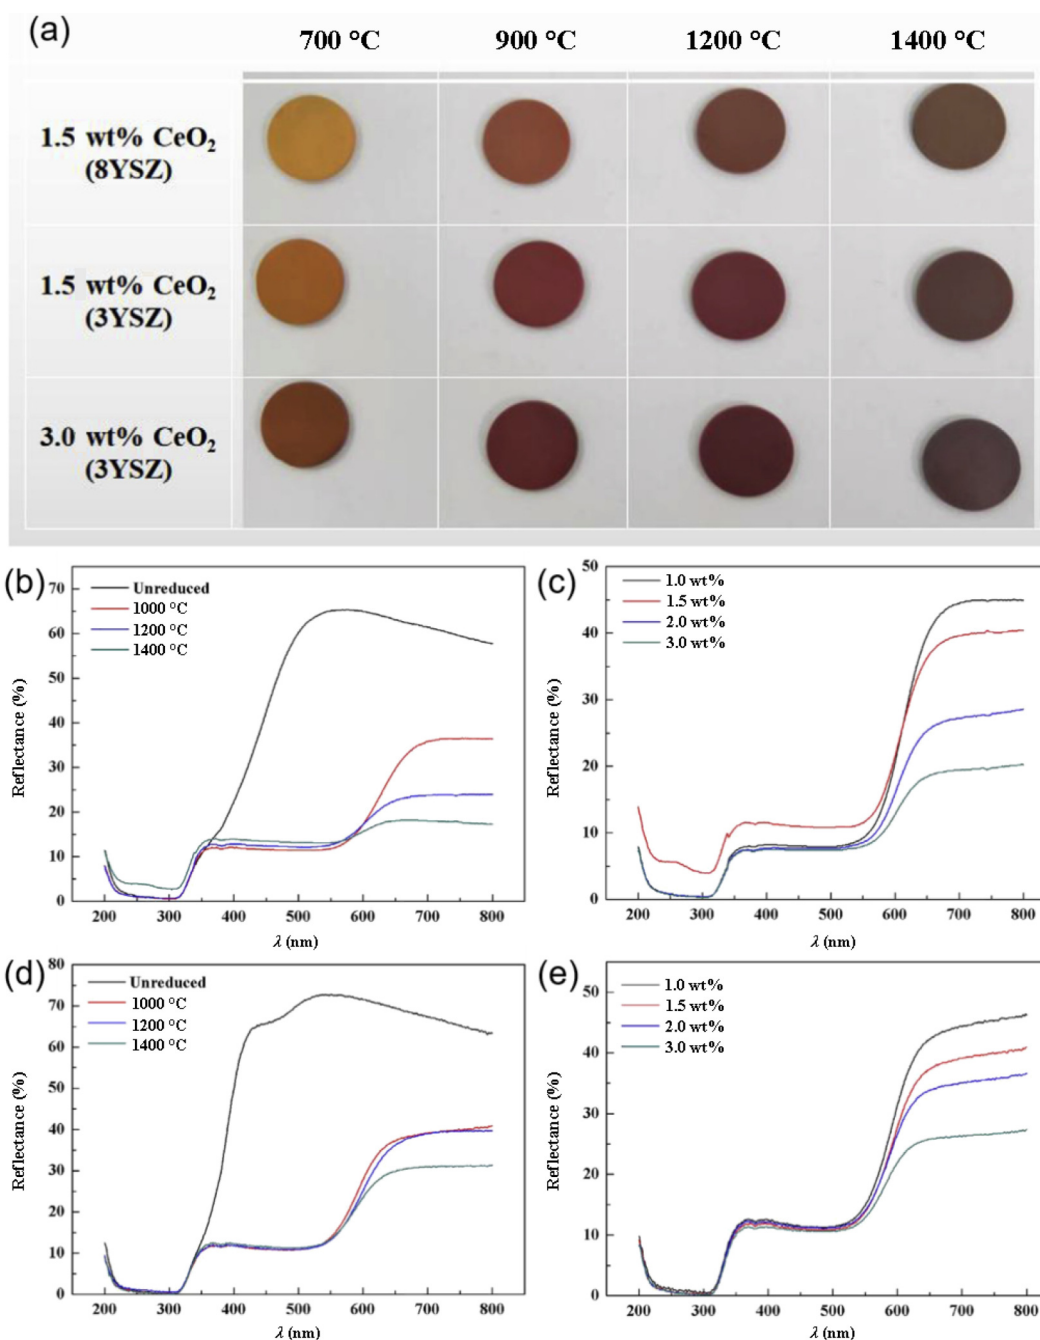 (a)
700 °C 900 °C 1200 °C 1400 °C
1.5 wt% CeO₂
(8YSZ)
1.5 wt% CeO₂
(3YSZ)
3.0 wt% CeO₂
(3YSZ)
(b)
Unreduced
1000 °C
1200 °C
1400 °C
70
60
50
40
30
20
10
0
Reflectance (%)
200 300 400 500 600 700 800
λ (nm)
(c)
1.0 wt%
1.5 wt%
2.0 wt%
3.0 wt%
50
40
30
20
10
0
Reflectance (%)
200 300 400 500 600 700 800
λ (nm)
(d)
Unreduced
1000 °C
1200 °C
1400 °C
80
70
60
50
40
30
20
10
0
Reflectance (%)
200 300 400 500 600 700 800
λ (nm)
(e)
1.0 wt%
1.5 wt%
2.0 wt%
3.0 wt%
50
40
30
20
10
0
Reflectance (%)
200 300 400 500 600 700 800
λ (nm)